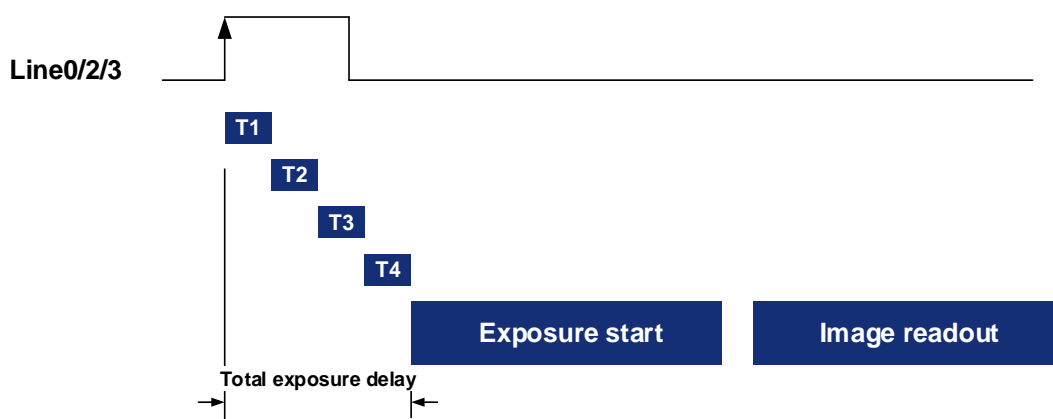 Line0/2/3
T1
T2
T3
T4
Exposure start
Image readout
Total exposure delay